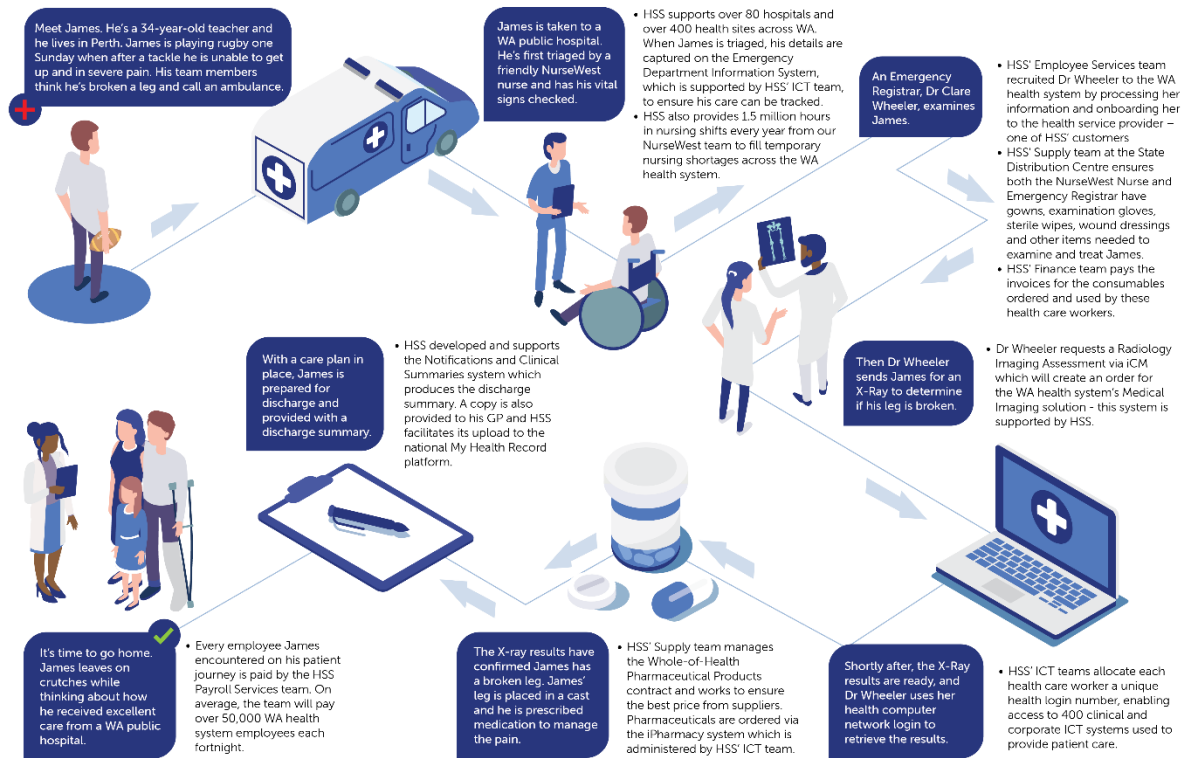 Meet James. He's a 34-year-old teacher and
he lives in Perth. James is playing rugby one
Sunday when after a tackle he is unable to get
up and in severe pain. His team members
think he's broken a leg and call an ambulance.
James is taken to a
WA public hospital.
He's first triaged by a
friendly NurseWest
nurse and has his vital
signs checked.
• HSS supports over 80 hospitals and
over 400 health sites across WA.
When James is triaged, his details are
captured on the Emergency
Department Information System,
which is supported by HSS' ICT team,
to ensure his care can be tracked.
• HSS also provides 1.5 million hours
in nursing shifts every year from our
NurseWest team to fill temporary
nursing shortages across the WA
health system.
An Emergency
Registrar, Dr Clare
Wheeler, examines
James.
• HSS' Employee Services team
recruited Dr Wheeler to the WA
health system by processing her
information and onboarding her
to the health service provider –
one of HSS' customers
• HSS' Supply team at the State
Distribution Centre ensures
both the NurseWest Nurse and
Emergency Registrar have
gowns, examination gloves,
sterile wipes, wound dressings
and other items needed to
examine and treat James.
• HSS' Finance team pays the
invoices for the consumables
ordered and used by these
health care workers.
Then Dr Wheeler
sends James for an
X-Ray to determine
if his leg is broken.
• Dr Wheeler requests a Radiology
Imaging Assessment via iCM
which will create an order for
the WA health system's Medical
Imaging solution - this system is
supported by HSS.
Shortly after, the X-Ray
results are ready, and
Dr Wheeler uses her
health computer
network login to
retrieve the results.
• HSS' ICT teams allocate each
health care worker a unique
health login number, enabling
access to 400 clinical and
corporate ICT systems used to
provide patient care.
The X-ray results have
confirmed James has
a broken leg. James'
leg is placed in a cast
and he is prescribed
medication to manage
the pain.
• HSS' Supply team manages
the Whole-of-Health
Pharmaceutical Products
contract and works to ensure
the best price from suppliers.
Pharmaceuticals are ordered via
the iPharmacy system which is
administered by HSS' ICT team.
With a care plan in
place, James is
prepared for
discharge and
provided with a
discharge summary.
• HSS developed and supports
the Notifications and Clinical
Summaries system which
produces the discharge
summary. A copy is also
provided to his GP and HSS
facilitates its upload to the
national My Health Record
platform.
It's time to go home.
James leaves on
crutches while
thinking about how
he received excellent
care from a WA public
hospital.
• Every employee James
encountered on his patient
journey is paid by the HSS
Payroll Services team. On
average, the team will pay
over 50,000 WA health
system employees each
fortnight.